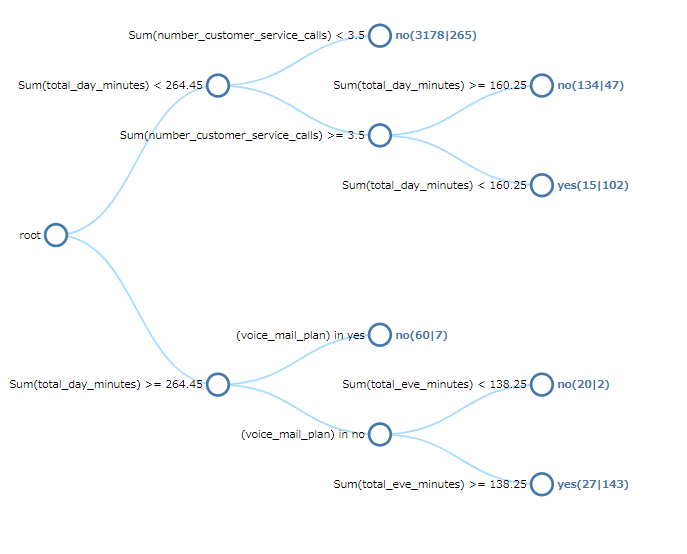 Sum(number_customer_service_calls) < 3.5 no(3178|265)
Sum(total_day_minutes) < 264.45 Sum(total_day_minutes) >= 160.25 no(134|47)
Sum(number_customer_service_calls) >= 3.5
Sum(total_day_minutes) < 160.25 yes(15|102)
root
(voice_mail_plan) in yes no(60|7)
Sum(total_day_minutes) >= 264.45 Sum(total_eve_minutes) < 138.25 no(20|2)
(voice_mail_plan) in no
Sum(total_eve_minutes) >= 138.25 yes(27|143)